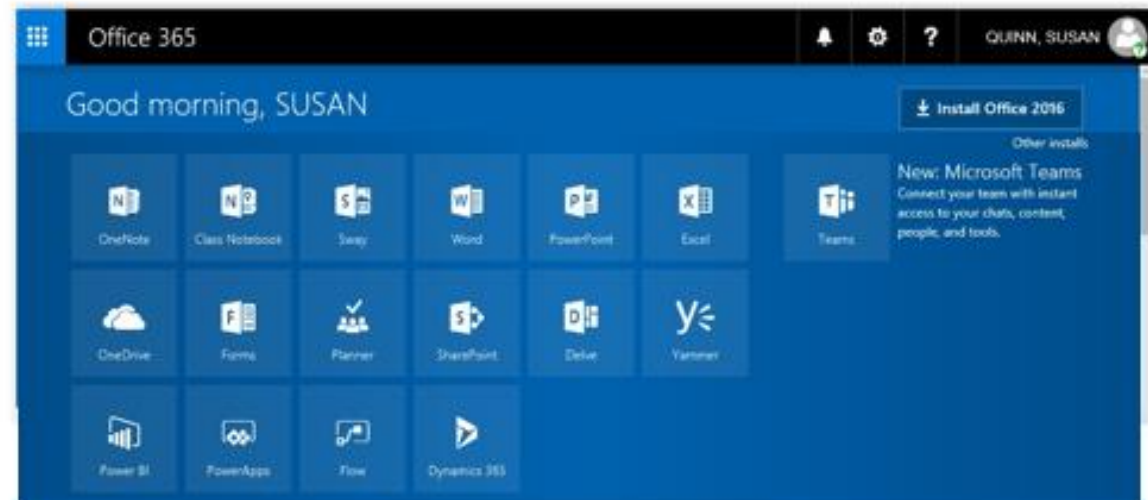 Office 365
?
QUINN, SUSAN
Good morning, SUSAN
Install Office 2016
Other installs
New: Microsoft Teams
Connect your team with instant
access to your chats, content,
people, and tools.
N
N
S
W
P
X
T
OneNote
Class Notebook
Sway
Word
PowerPoint
Excel
Teams
F
S
D
y
OneDrive
Forms
Planner
SharePoint
Delve
Yammer
Power BI
PowerApps
Flow
Dynamics 365